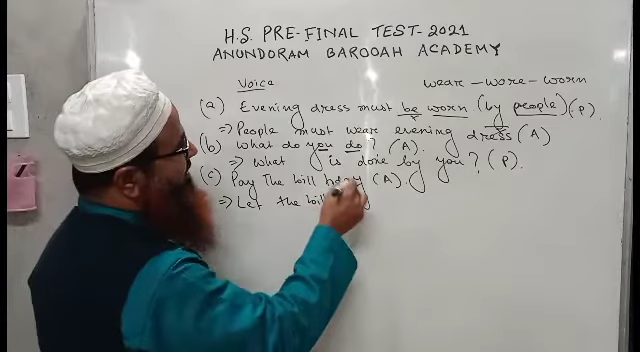 H.S. PRE-FINAL TEST-2021
ANUNDORAM BAROOAH ACADEMY
Voice wear - wore - worn
(a) Evening dress must be worn (by people) (P).
⇒ People must wear evening dress (A)
(b) What do you do? (A).
⇒ What is done by you? (P).
(c) Pay the bill (A)
⇒ Let the bill